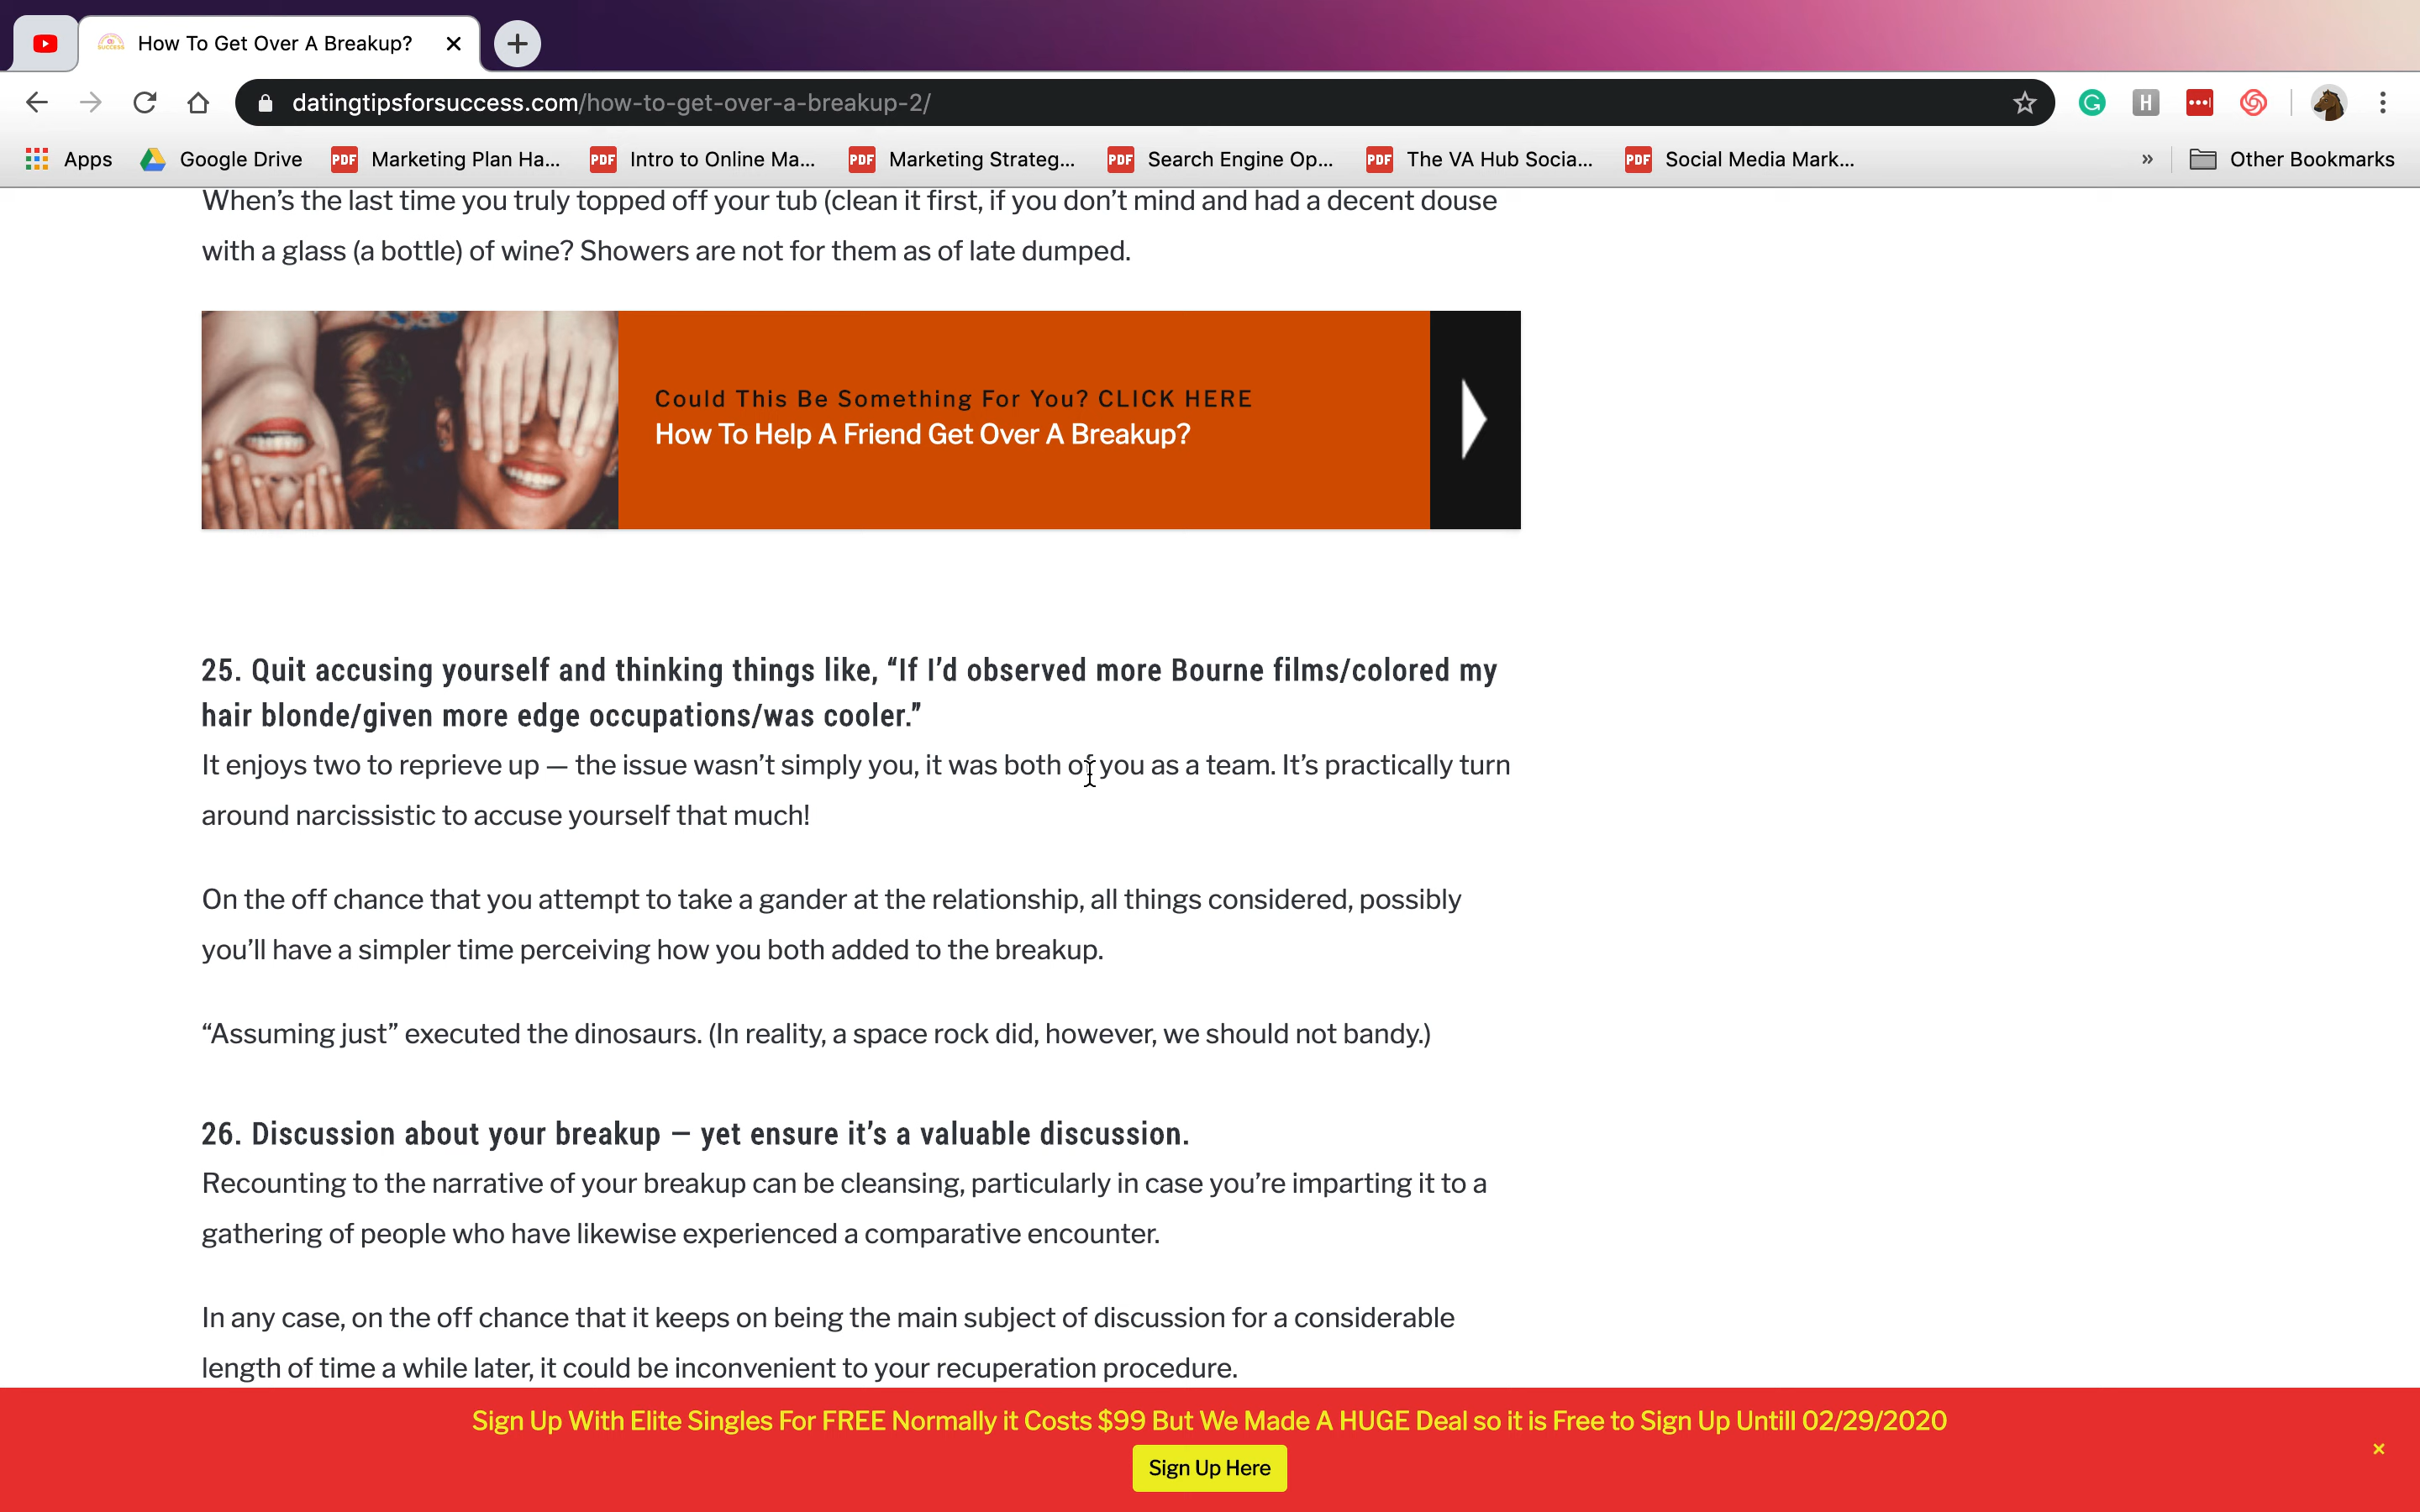 How To Get Over A Breakup?
datingtipsforsuccess.com/how-to-get-over-a-breakup-2/
Apps Google Drive PDF Marketing Plan Ha... PDF Intro to Online Ma... PDF Marketing Strateg... PDF Search Engine Op... PDF The VA Hub Socia... PDF Social Media Mark... » Other Bookmarks
When’s the last time you truly topped off your tub (clean it first, if you don’t mind and had a decent douse
with a glass (a bottle) of wine? Showers are not for them as of late dumped.
Could This Be Something For You? CLICK HERE
How To Help A Friend Get Over A Breakup?
25. Quit accusing yourself and thinking things like, “If I’d observed more Bourne films/colored my
hair blonde/given more edge occupations/was cooler.”
It enjoys two to reprieve up — the issue wasn’t simply you, it was both of you as a team. It’s practically turn
around narcissistic to accuse yourself that much!
On the off chance that you attempt to take a gander at the relationship, all things considered, possibly
you’ll have a simpler time perceiving how you both added to the breakup.
“Assuming just” executed the dinosaurs. (In reality, a space rock did, however, we should not bandy.)
26. Discussion about your breakup – yet ensure it’s a valuable discussion.
Recounting to the narrative of your breakup can be cleansing, particularly in case you’re imparting it to a
gathering of people who have likewise experienced a comparative encounter.
In any case, on the off chance that it keeps on being the main subject of discussion for a considerable
length of time a while later, it could be inconvenient to your recuperation procedure.
Sign Up With Elite Singles For FREE Normally it Costs $99 But We Made A HUGE Deal so it is Free to Sign Up Untill 02/29/2020
Sign Up Here